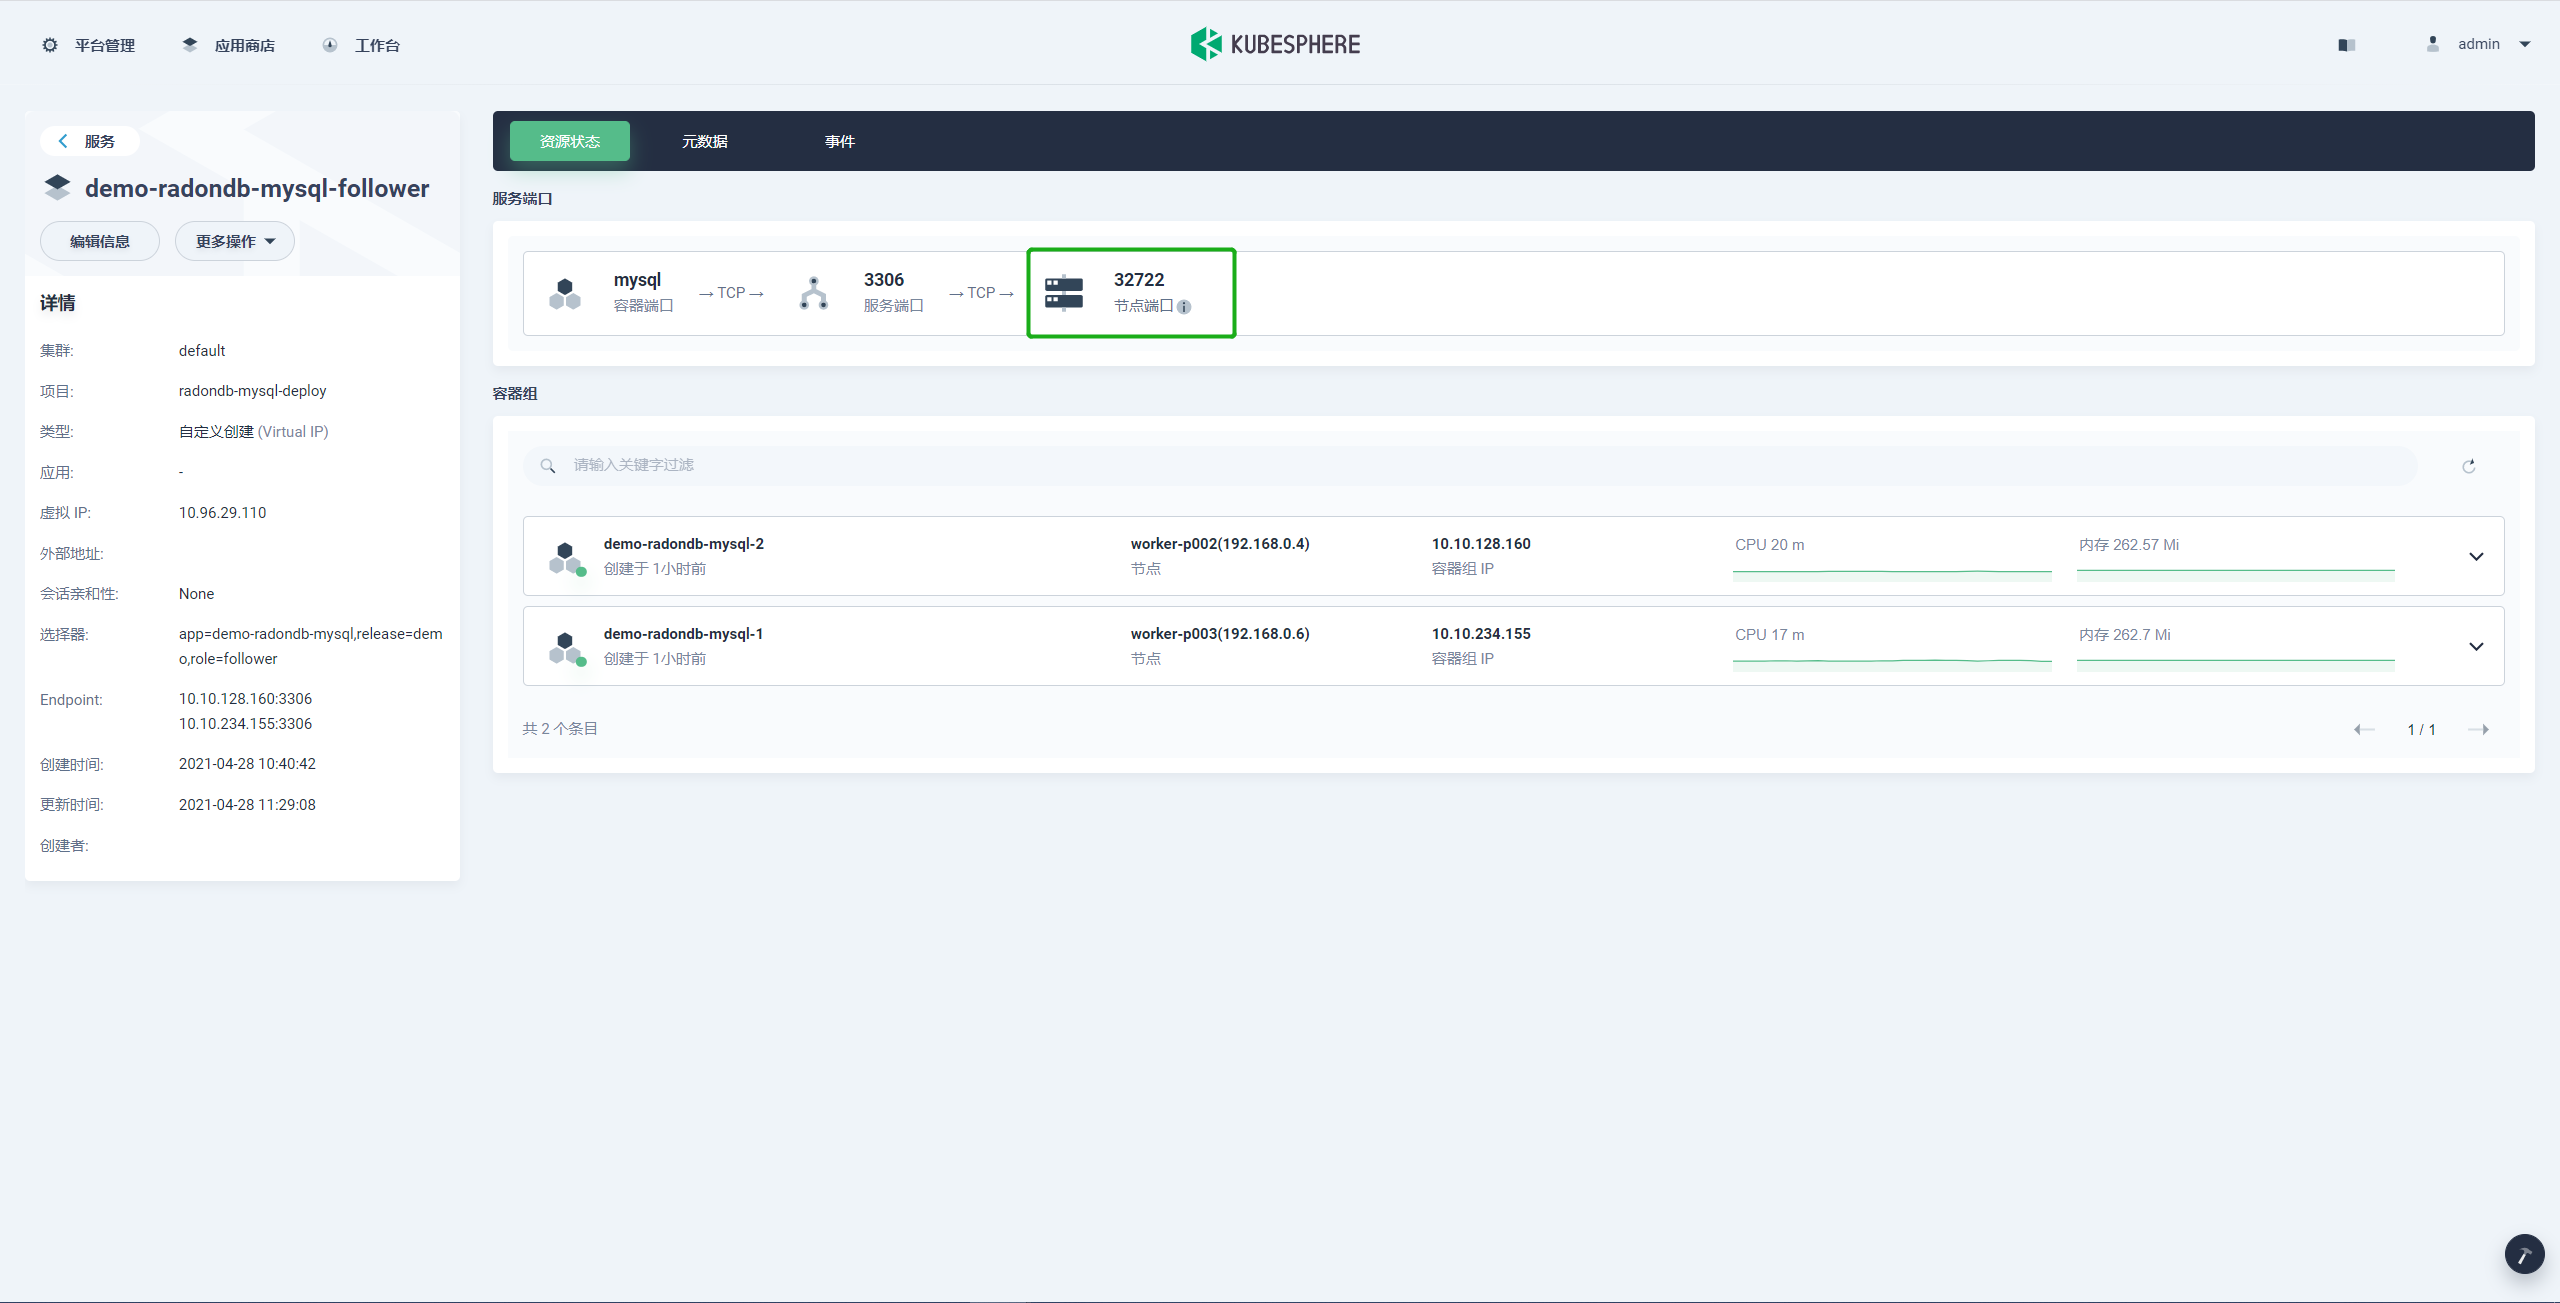 平台管理
应用商店
工作台
KUBESPHERE
admin
服务
demo-radondb-mysql-follower
编辑信息
更多操作
详情
集群: default
项目: radondb-mysql-deploy
类型: 自定义创建 (Virtual IP)
应用: -
虚拟 IP: 10.96.29.110
外部地址:
会话亲和性: None
选择器: app=demo-radondb-mysql,release=dem
o,role=follower
Endpoint: 10.10.128.160:3306
10.10.234.155:3306
创建时间: 2021-04-28 10:40:42
更新时间: 2021-04-28 11:29:08
创建者:
资源状态
元数据
事件
服务端口
mysql
容器端口
→TCP→
3306
服务端口
→TCP→
32722
节点端口
容器组
请输入关键字过滤
demo-radondb-mysql-2
创建于 1小时前
worker-p002(192.168.0.4)
节点
10.10.128.160
容器组 IP
CPU 20 m
内存 262.57 Mi
demo-radondb-mysql-1
创建于 1小时前
worker-p003(192.168.0.6)
节点
10.10.234.155
容器组 IP
CPU 17 m
内存 262.7 Mi
共 2 个条目
1 / 1